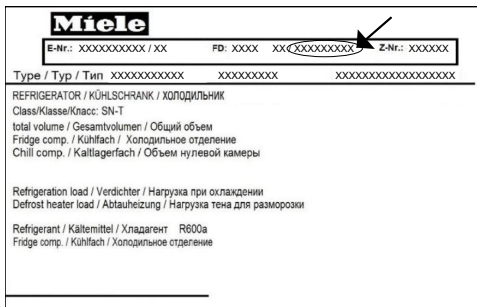 Miele
E-Nr.: XXXXXXXXXX / XX FD: XXXX XX XXXXXXXXX Z-Nr.: XXXXXX
Type / Typ / Тип XXXXXXXXXXX XXXXXXXXX XXXXXXXXXXXXXXXXXX
REFRIGERATOR / KÜHLSCHRANK / ХОЛОДИЛЬНИК
Class/Klasse/Класс: SN-T
total volume / Gesamtvolumen / Общий объем
Fridge comp. / Kühlfach / Холодильное отделение
Chill comp. / Kaltlagerfach / Объем нулевой камеры
Refrigeration load / Verdichter / Нагрузка при охлаждении
Defrost heater load / Abtauheizung / Нагрузка тена для разморозки
Refrigerant / Kältemittel / Хладагент R600a
Fridge comp. / Kühlfach / Холодильное отделение